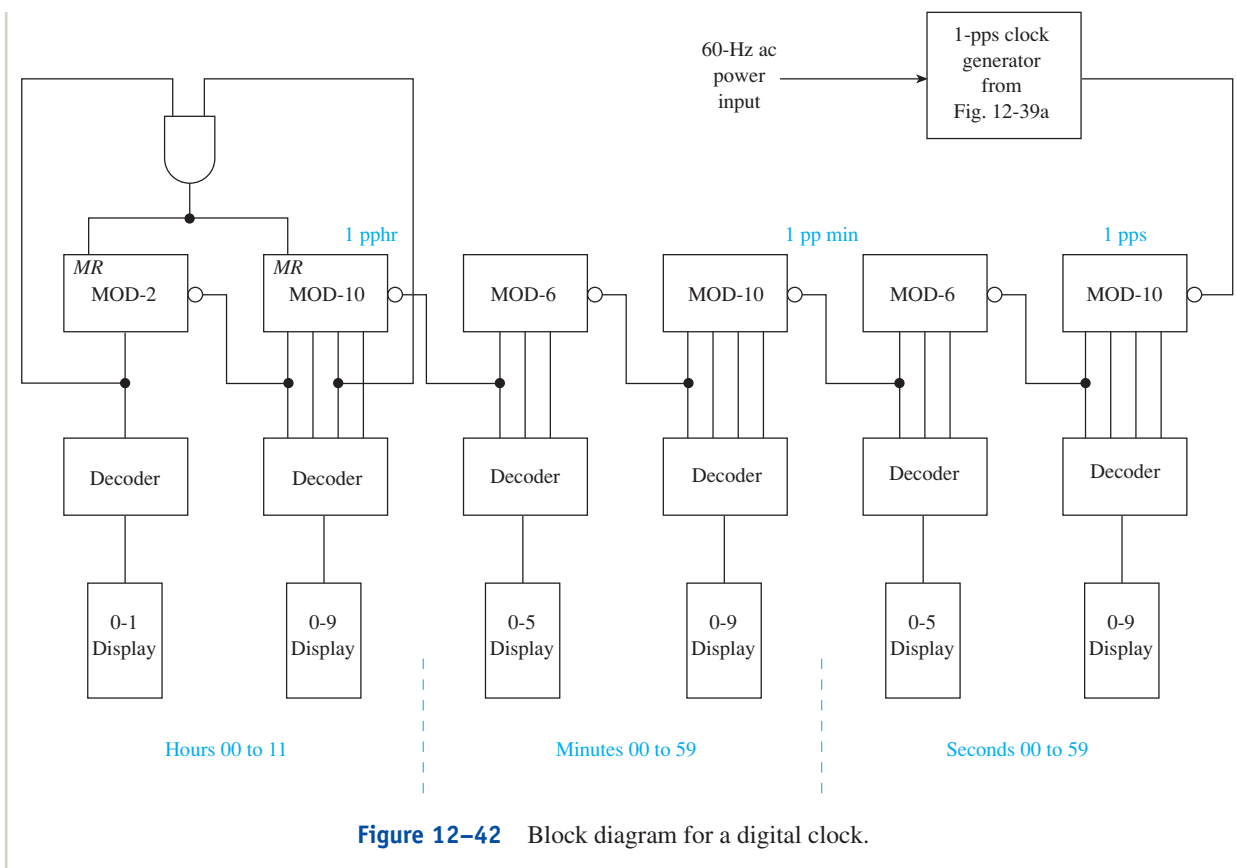 60-Hz ac
power
input
1-pps clock
generator
from
Fig. 12-39a
1 pphr
1 pp min
1 pps
MR
MOD-2
MR
MOD-10
MOD-6
MOD-10
MOD-6
MOD-10
Decoder
Decoder
Decoder
Decoder
Decoder
Decoder
0-1
Display
0-9
Display
0-5
Display
0-9
Display
0-5
Display
0-9
Display
Hours 00 to 11
Minutes 00 to 59
Seconds 00 to 59
Figure 12–42 Block diagram for a digital clock.